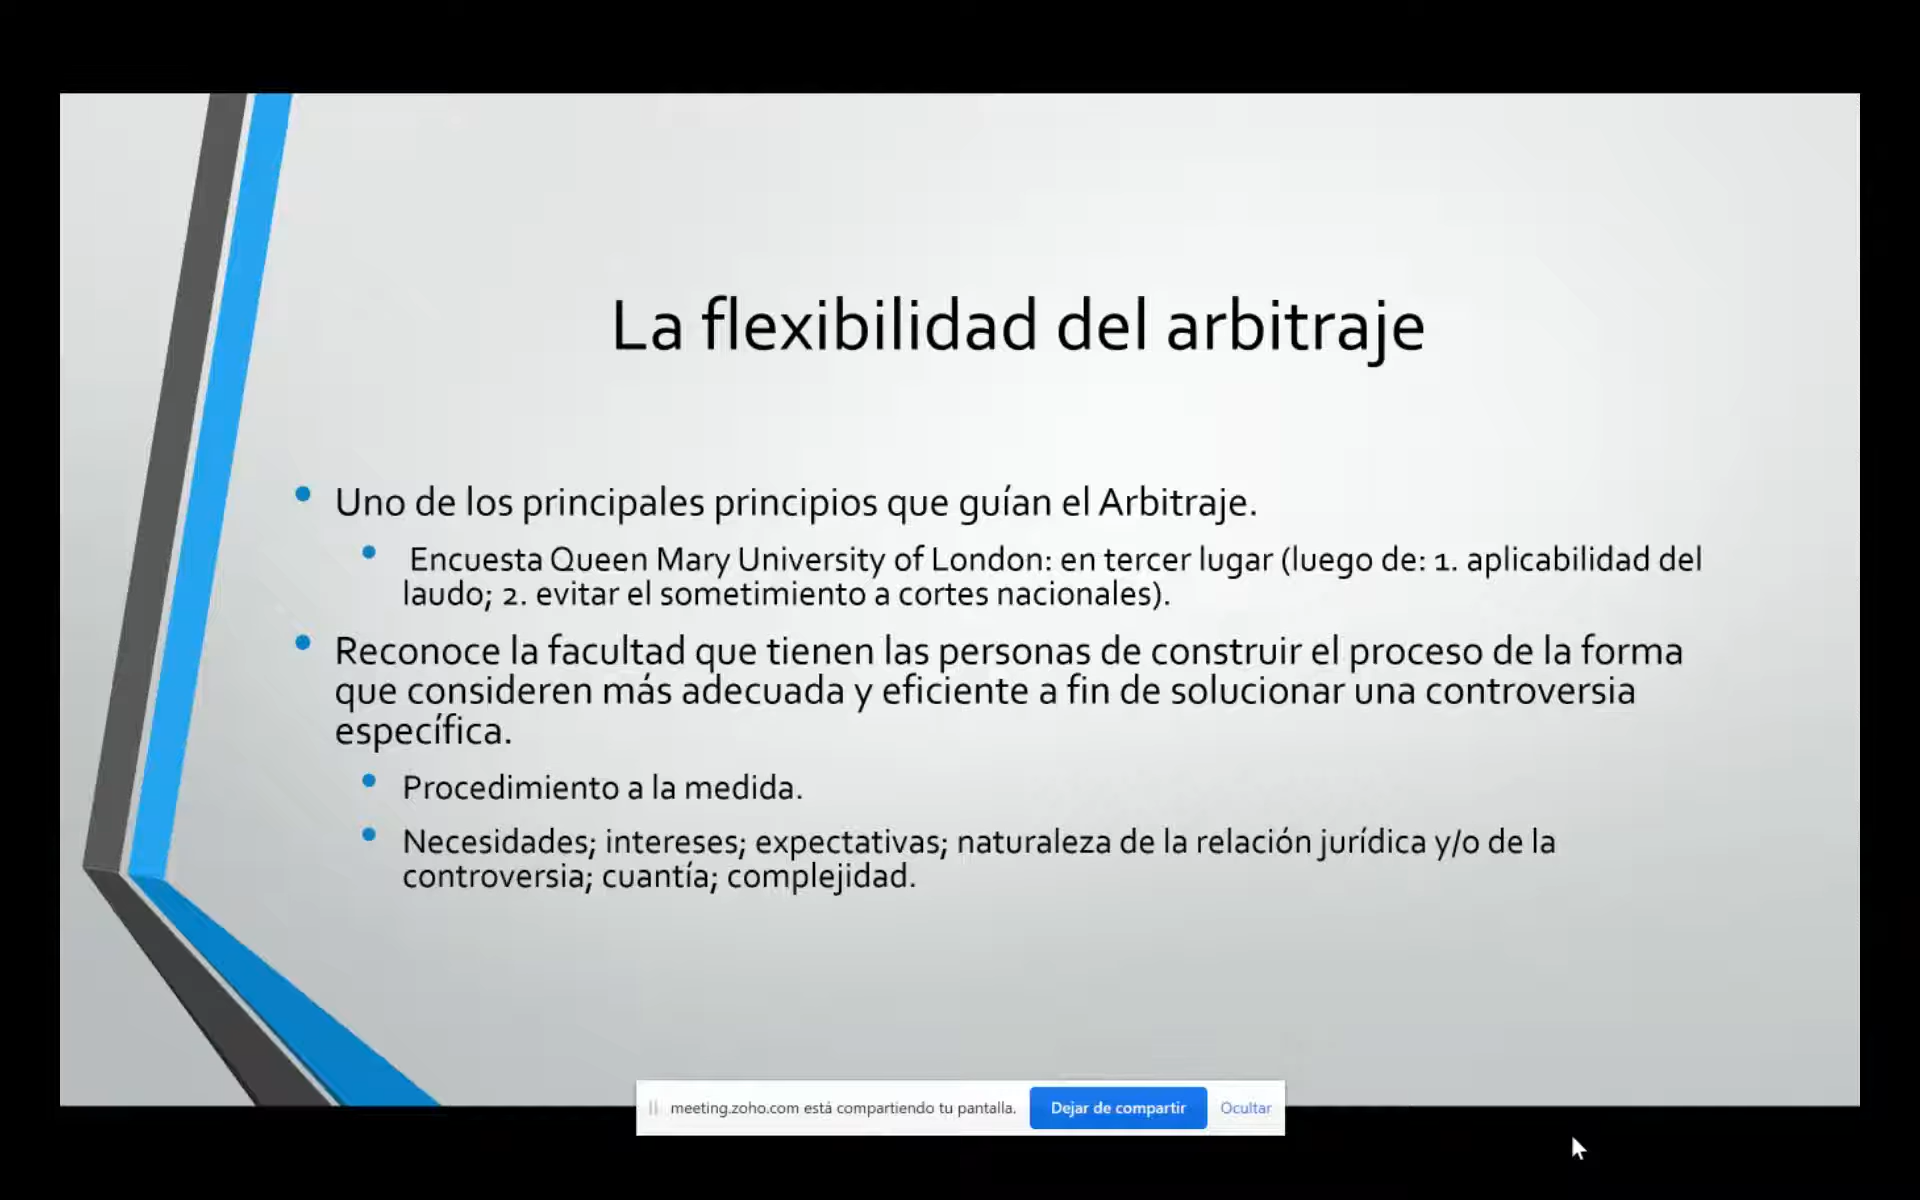 La flexibilidad del arbitraje
• Uno de los principales principios que guían el Arbitraje.
• Encuesta Queen Mary University of London: en tercer lugar (luego de: 1. aplicabilidad del
laudo; 2. evitar el sometimiento a cortes nacionales).
• Reconoce la facultad que tienen las personas de construir el proceso de la forma
que consideren más adecuada y eficiente a fin de solucionar una controversia
específica.
• Procedimiento a la medida.
• Necesidades; intereses; expectativas; naturaleza de la relación jurídica y/o de la
controversia; cuantía; complejidad.
meeting.zoho.com está compartiendo tu pantalla. Dejar de compartir Ocultar